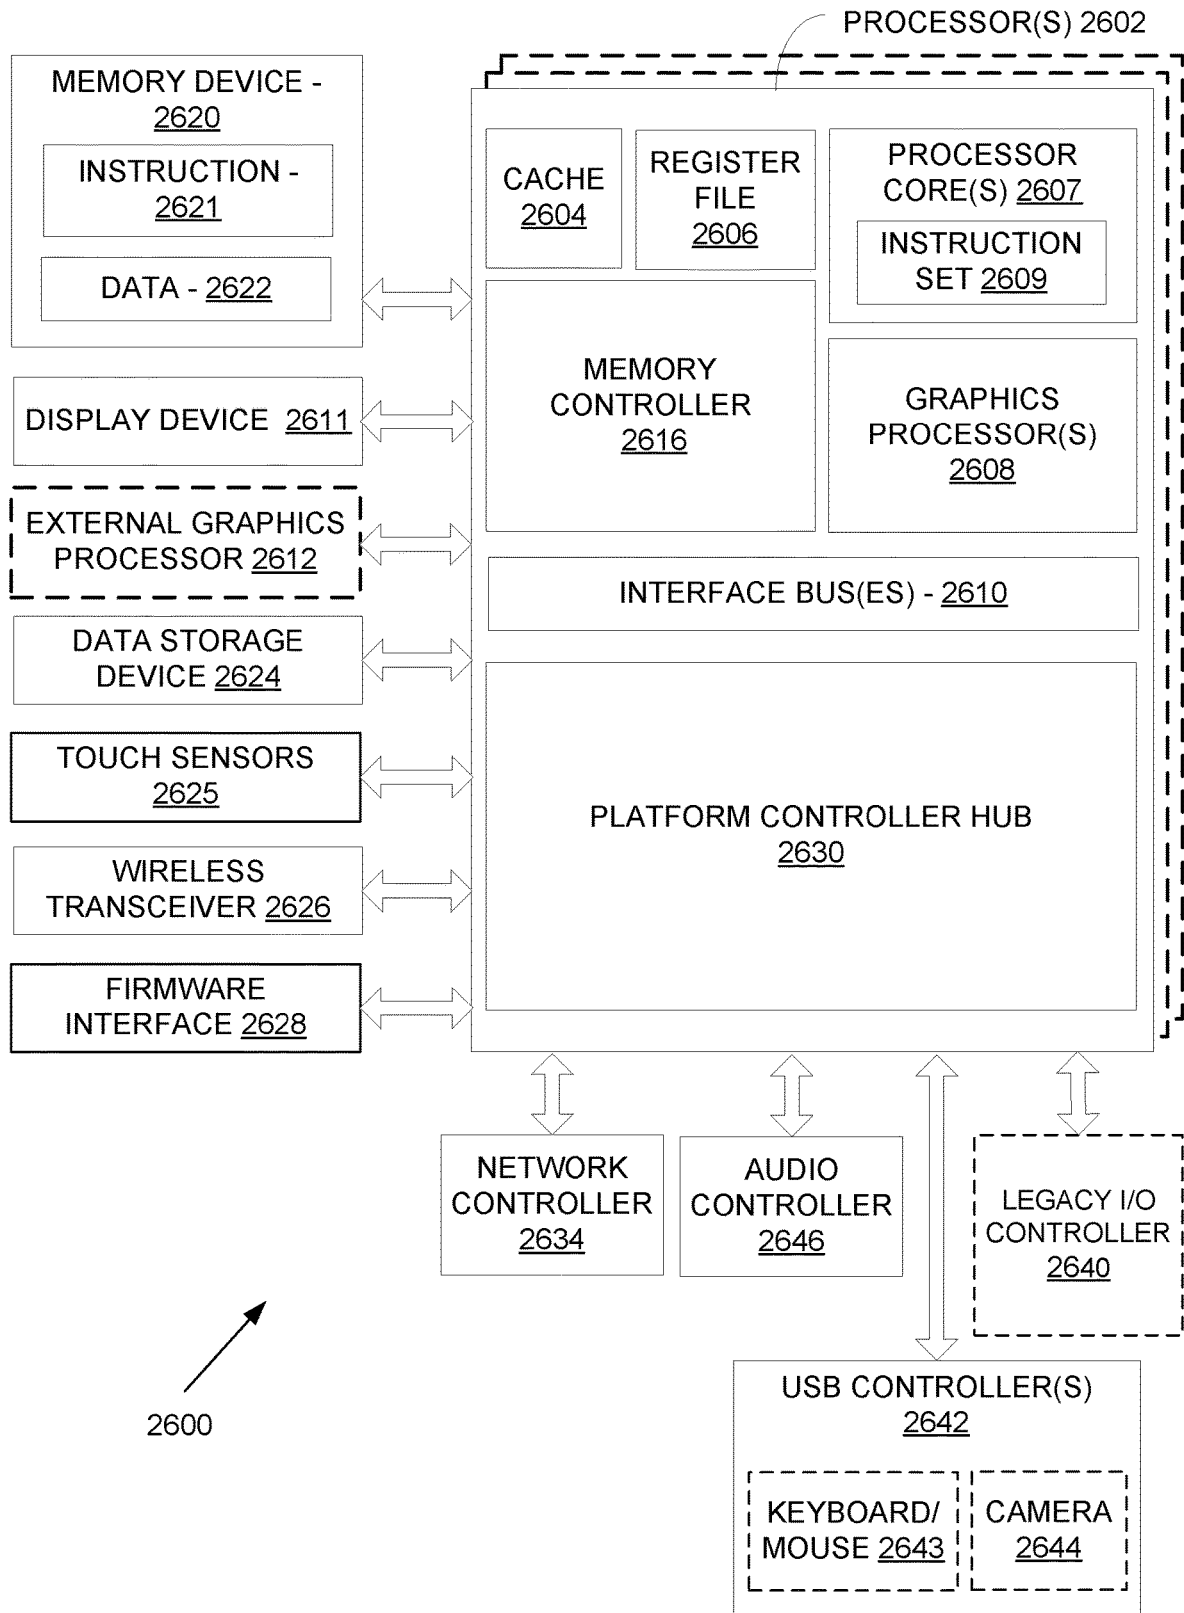 PROCESSOR(S) 2602
MEMORY DEVICE -
2620
INSTRUCTION -
2621
DATA - 2622
CACHE
2604
REGISTER
FILE
2606
PROCESSOR
CORE(S) 2607
INSTRUCTION
SET 2609
MEMORY
CONTROLLER
2616
GRAPHICS
PROCESSOR(S)
2608
DISPLAY DEVICE 2611
EXTERNAL GRAPHICS
PROCESSOR 2612
INTERFACE BUS(ES) - 2610
DATA STORAGE
DEVICE 2624
TOUCH SENSORS
2625
PLATFORM CONTROLLER HUB
2630
WIRELESS
TRANSCEIVER 2626
FIRMWARE
INTERFACE 2628
NETWORK
CONTROLLER
2634
AUDIO
CONTROLLER
2646
LEGACY I/O
CONTROLLER
2640
2600
USB CONTROLLER(S)
2642
KEYBOARD/
MOUSE 2643
CAMERA
2644